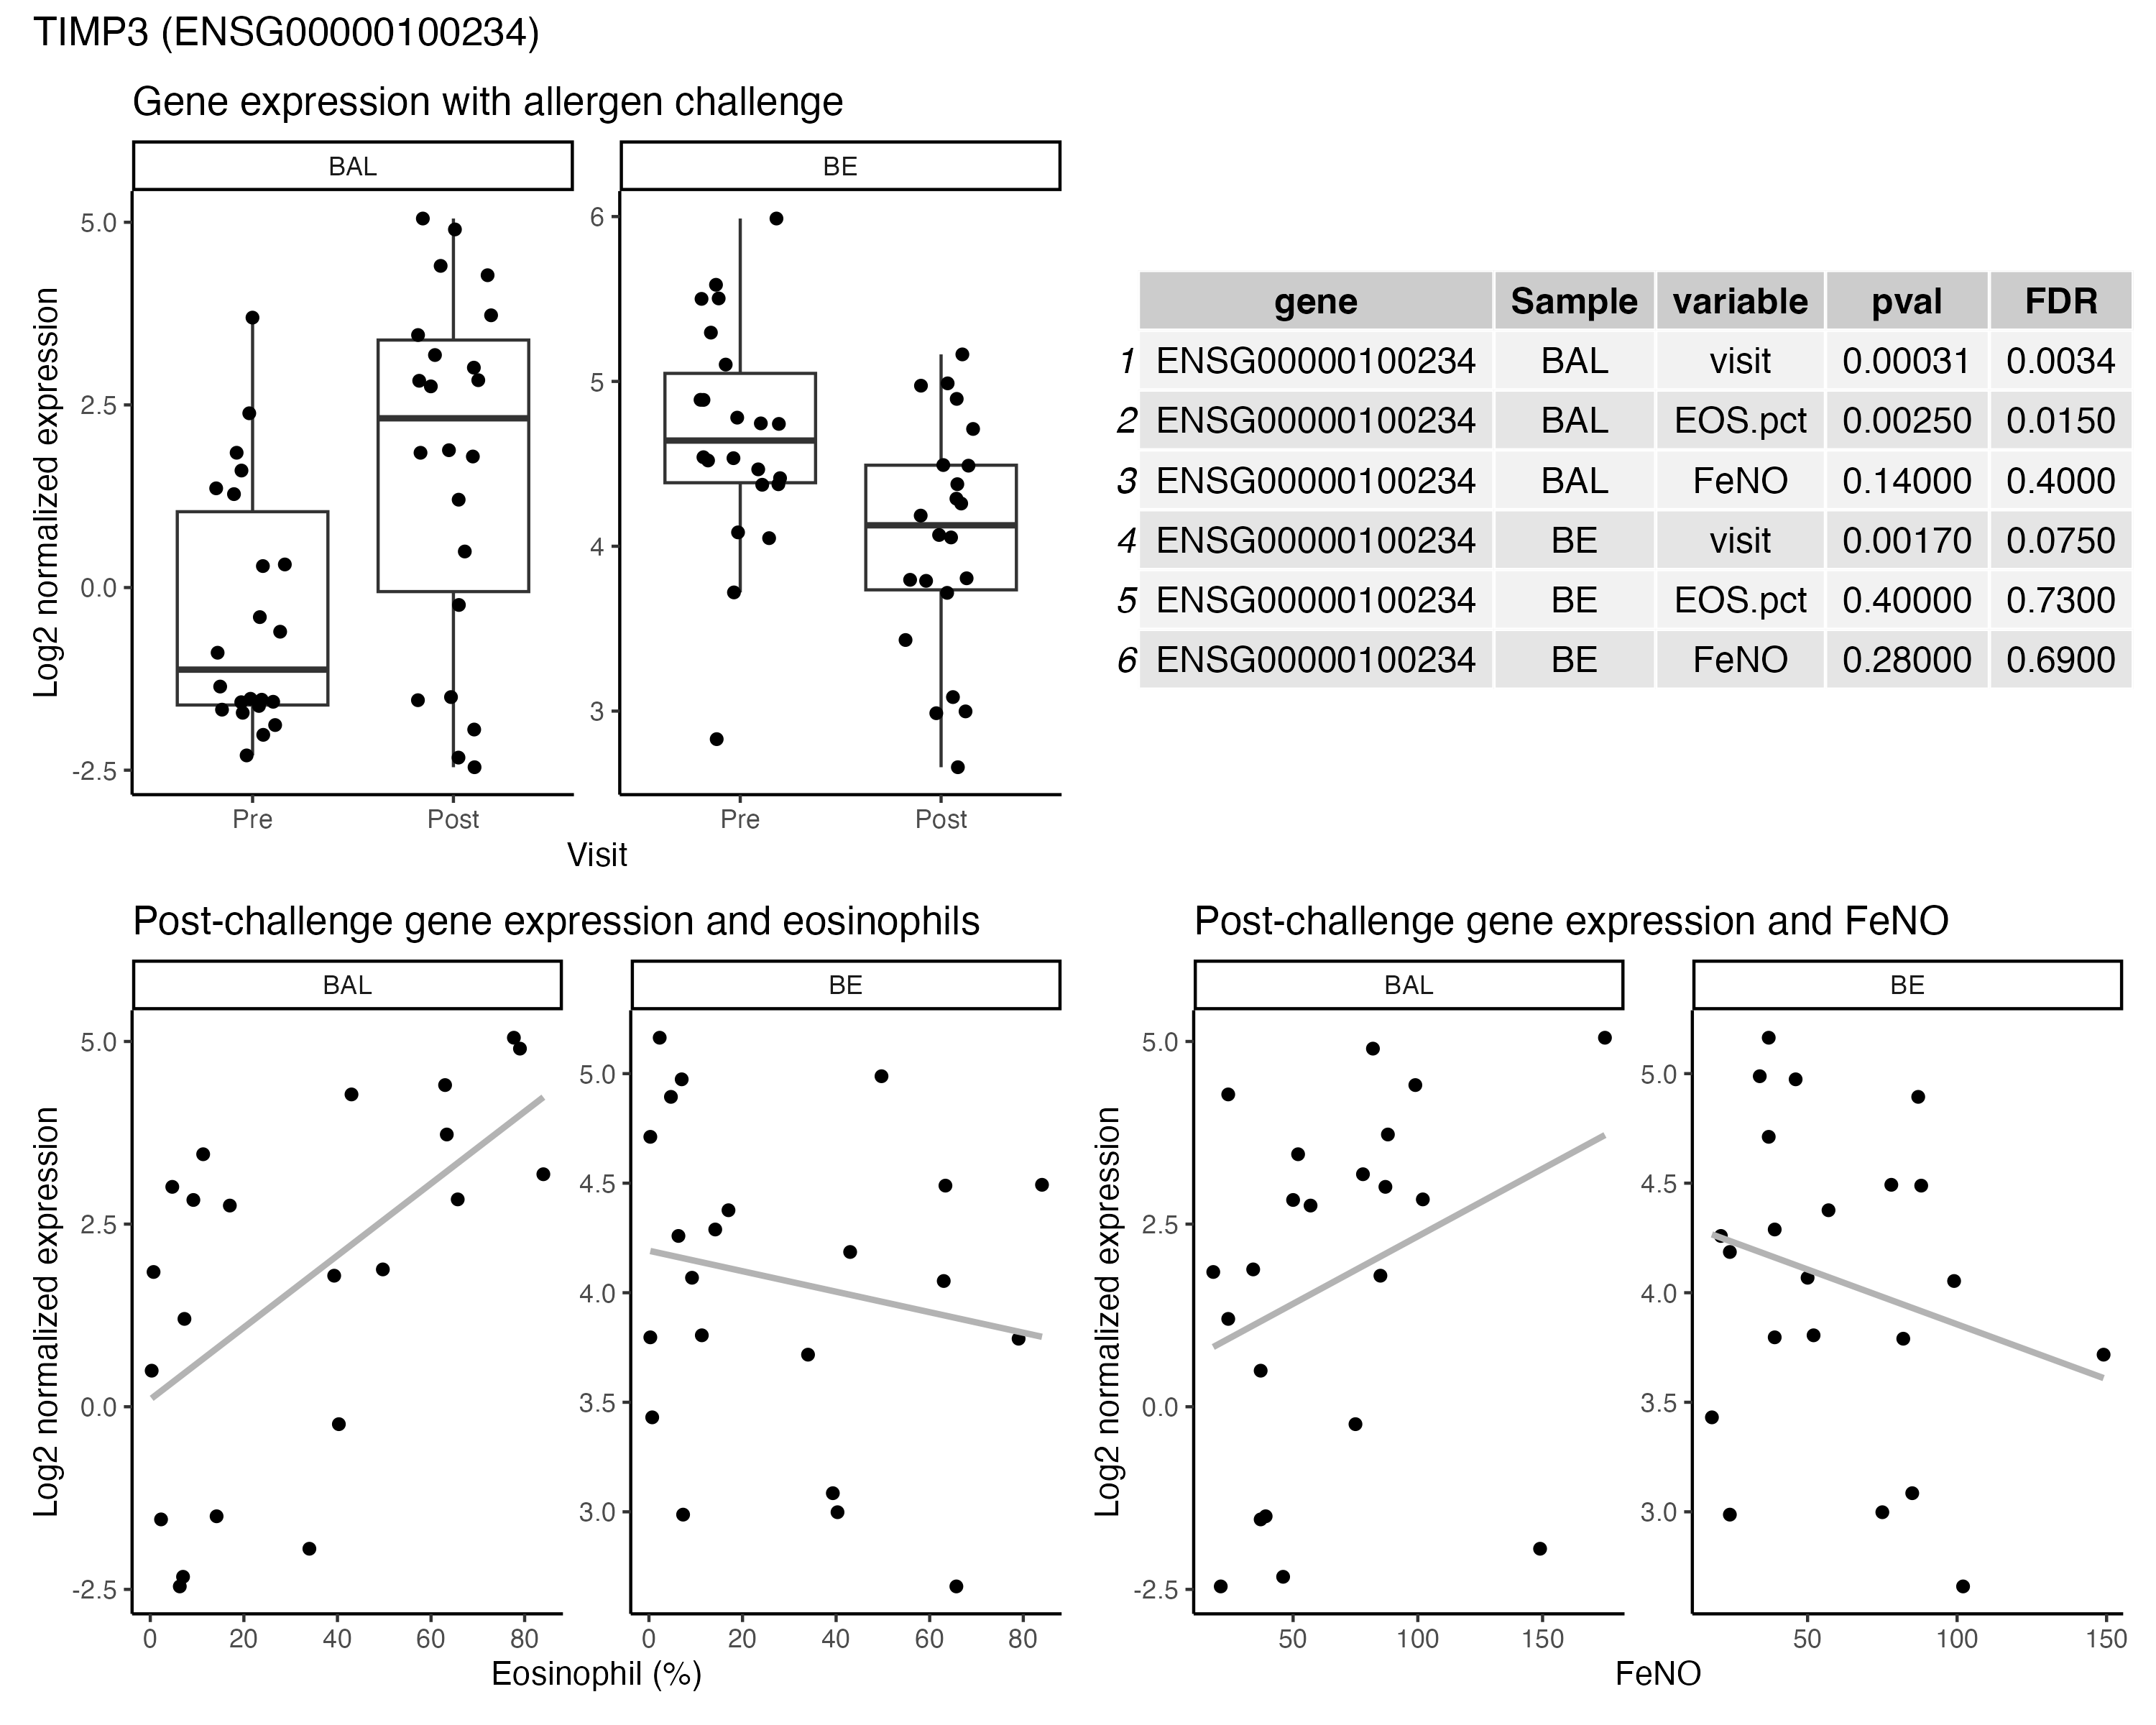 TIMP3 (ENSG00000100234)
Gene expression with allergen challenge
BAL BE
Log2 normalized expression
5.0
2.5
0.0
-2.5
6
5
4
3
Pre Post Pre Post
Visit
gene Sample variable pval FDR
1 ENSG00000100234 BAL visit 0.00031 0.0034
2 ENSG00000100234 BAL EOS.pct 0.00250 0.0150
3 ENSG00000100234 BAL FeNO 0.14000 0.4000
4 ENSG00000100234 BE visit 0.00170 0.0750
5 ENSG00000100234 BE EOS.pct 0.40000 0.7300
6 ENSG00000100234 BE FeNO 0.28000 0.6900
Post-challenge gene expression and eosinophils
BAL BE
Log2 normalized expression
5.0
2.5
0.0
-2.5
5.0
4.5
4.0
3.5
3.0
0 20 40 60 80 0 20 40 60 80
Eosinophil (%)
Post-challenge gene expression and FeNO
BAL BE
Log2 normalized expression
5.0
2.5
0.0
-2.5
5.0
4.5
4.0
3.5
3.0
50 100 150 50 100 150
FeNO